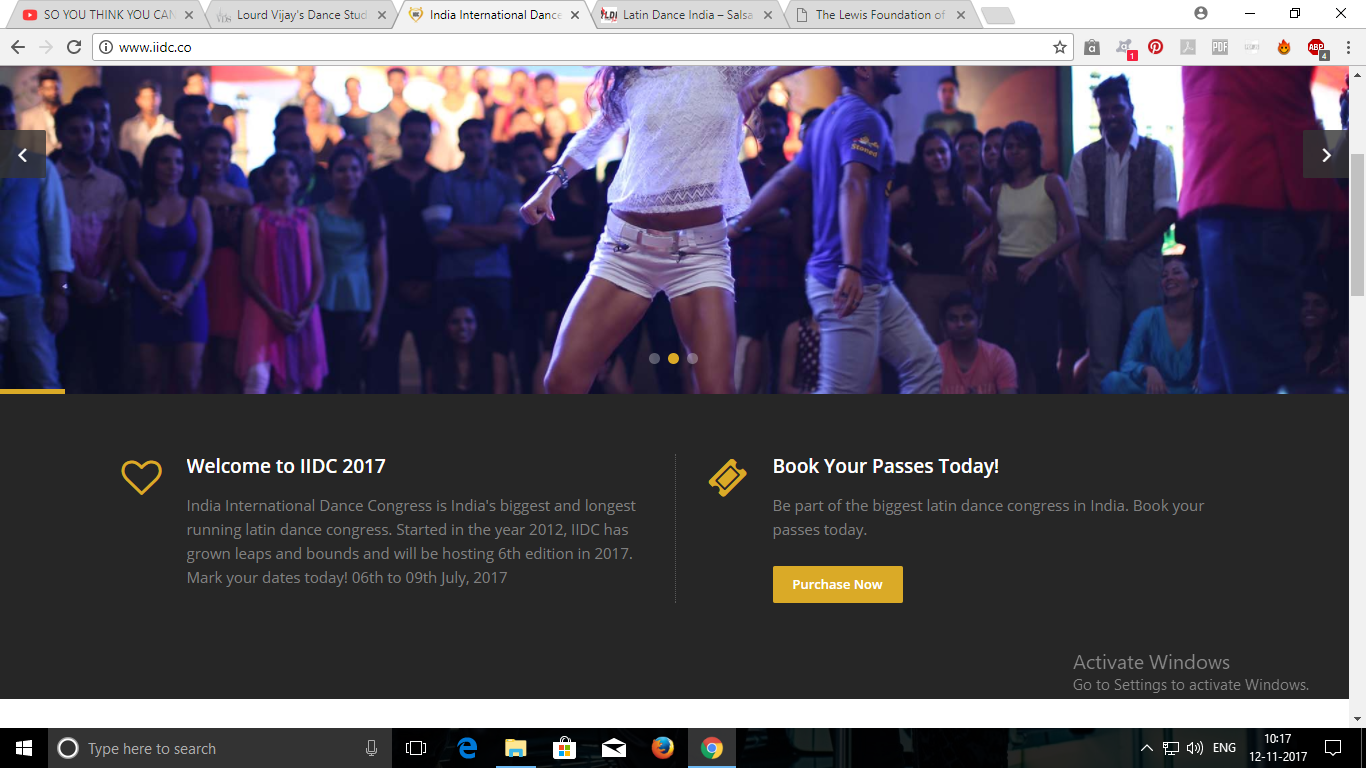 SO YOU THINK YOU CAN
Lourd Vijay's Dance Stud
India International Dance
Latin Dance India – Salsa
The Lewis Foundation of
www.iidc.co
1
PDF
ABP
4
Welcome to IIDC 2017
India International Dance Congress is India's biggest and longest
running latin dance congress. Started in the year 2012, IIDC has
grown leaps and bounds and will be hosting 6th edition in 2017.
Mark your dates today! 06th to 09th July, 2017
Book Your Passes Today!
Be part of the biggest latin dance congress in India. Book your
passes today.
Purchase Now
Activate Windows
Go to Settings to activate Windows.
Type here to search
ENG
10:17
12-11-2017